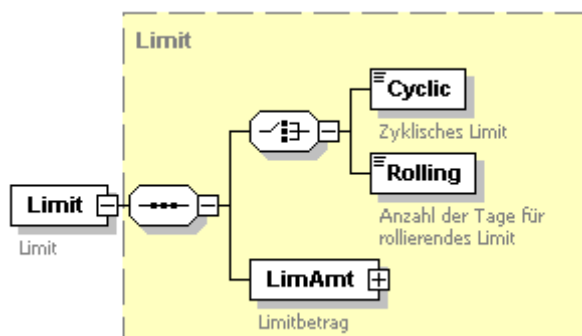 Limit
Cyclic
Zyklisches Limit
Rolling
Anzahl der Tage für
rollierendes Limit
Limit
Limit
LimAmt
Limitbetrag